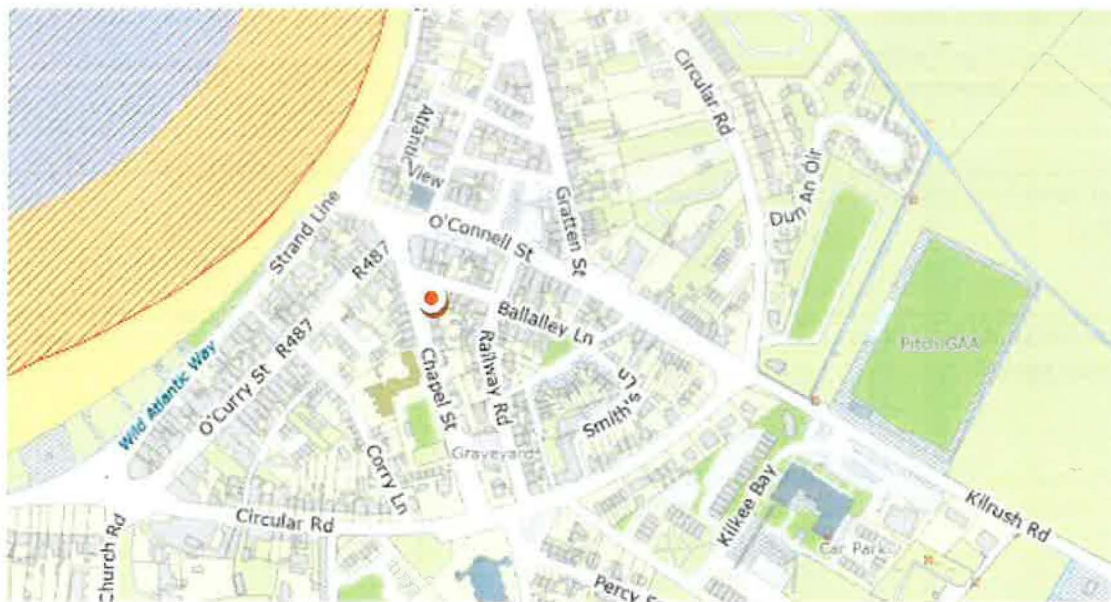 Circular Rd
Atlantic
View
Dun An Óir
Gratten St
O'Connell St
Strand Line
R487
Ballalley Ln
Pitch GAA
R487
Railway Rd
Chapel St
Smith's Ln
Wild Atlantic Way
O'Curry St
Graveyard
Corry Ln
Kilkee Bay
Kilrush Rd
Circular Rd
Car Park
Church Rd
Percy